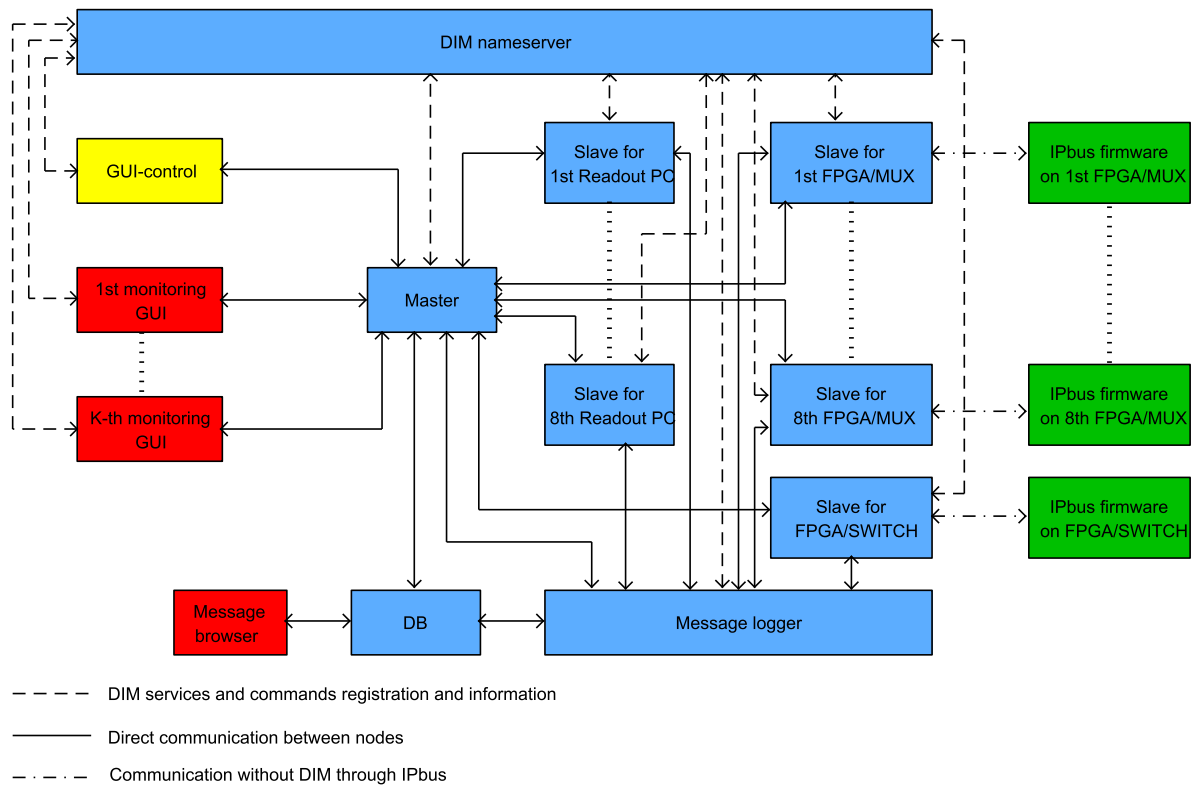 DIM nameserver
GUI-control
Slave for
1st Readout PC
Slave for
1st FPGA/MUX
IPbus firmware
on 1st FPGA/MUX
1st monitoring
GUI
Master
K-th monitoring
GUI
Slave for
8th Readout PC
Slave for
8th FPGA/MUX
IPbus firmware
on 8th FPGA/MUX
Slave for
FPGA/SWITCH
IPbus firmware
on FPGA/SWITCH
Message
browser
DB
Message logger
DIM services and commands registration and information
Direct communication between nodes
Communication without DIM through IPbus